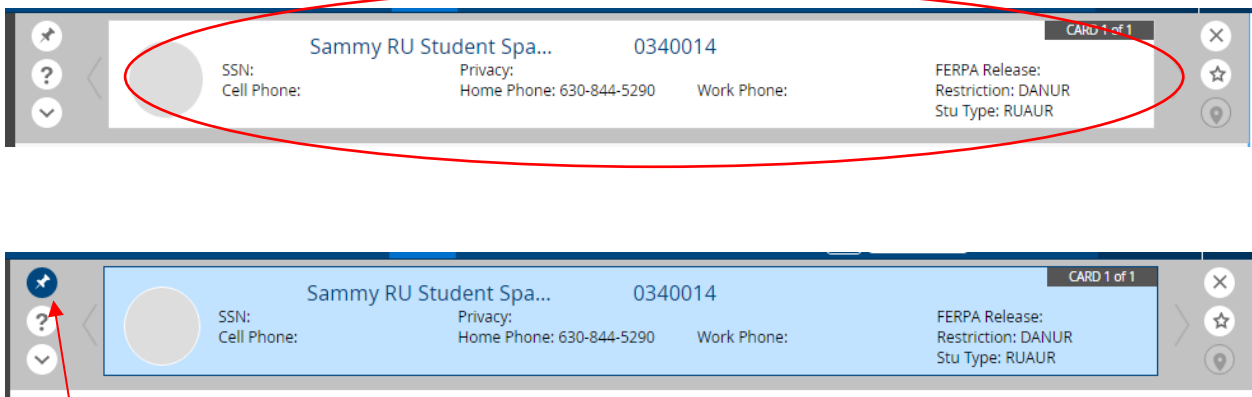 CARD 1 of 1
Sammy RU Student Spa... 0340014
SSN: Privacy: FERPA Release:
? Cell Phone: Home Phone: 630-844-5290 Work Phone: Restriction: DANUR
Stu Type: RUAUR
CARD 1 of 1
Sammy RU Student Spa... 0340014
? SSN: Privacy: FERPA Release:
Cell Phone: Home Phone: 630-844-5290 Work Phone: Restriction: DANUR
Stu Type: RUAUR